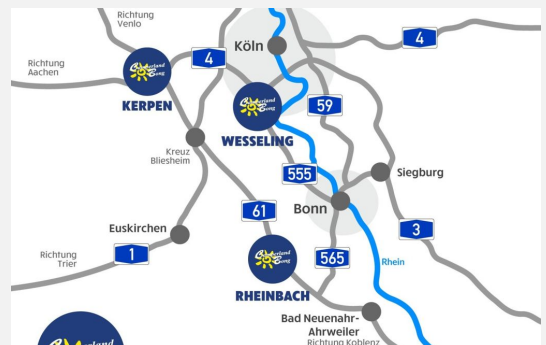 Richtung
Venlo
Köln
4
4
Richtung
Aachen
KERPEN
59
WESSELING
Kreuz
Bliesheim
555
Siegburg
Bonn
61
Euskirchen
3
1
Richtung
Trier
565
Rhein
RHEINBACH
Bad Neuenahr-
Ahrweiler
Richtung Koblenz